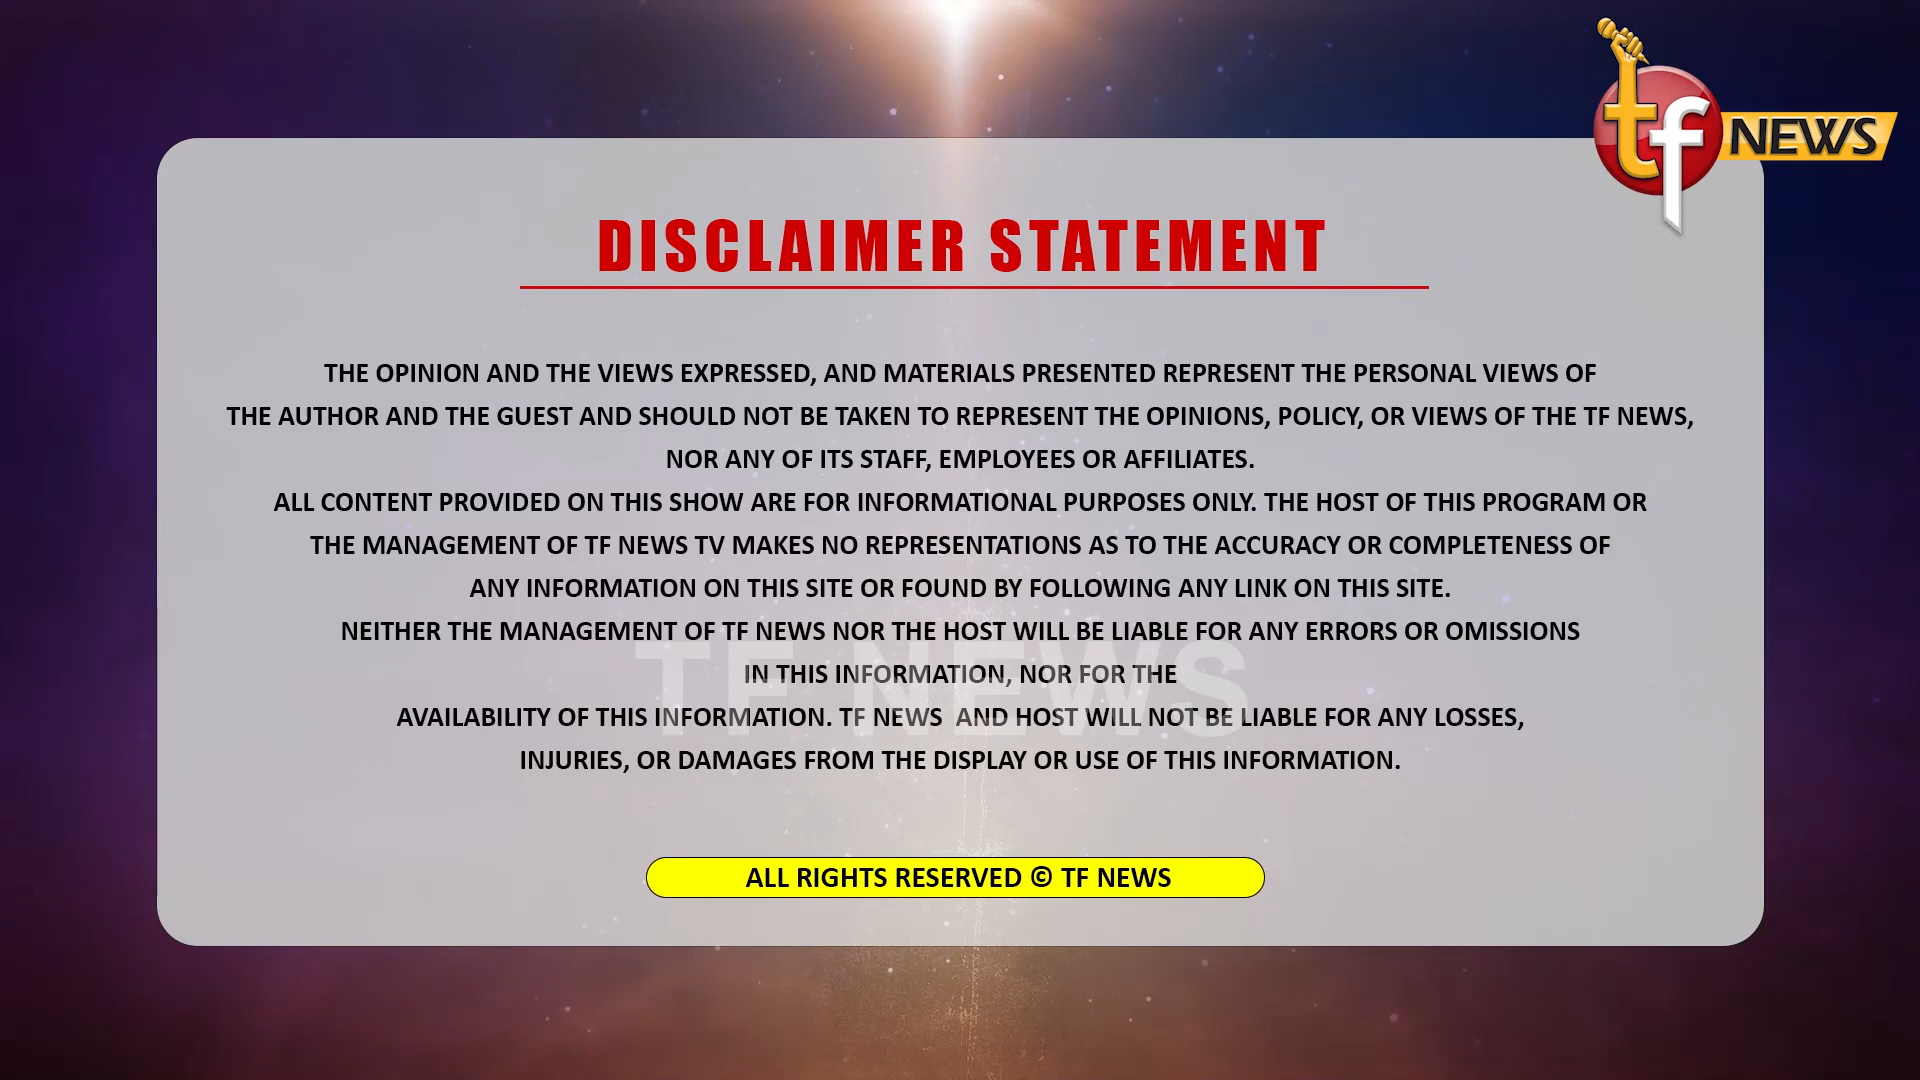 tf NEWS
DISCLAIMER STATEMENT
THE OPINION AND THE VIEWS EXPRESSED, AND MATERIALS PRESENTED REPRESENT THE PERSONAL VIEWS OF
THE AUTHOR AND THE GUEST AND SHOULD NOT BE TAKEN TO REPRESENT THE OPINIONS, POLICY, OR VIEWS OF THE TF NEWS,
NOR ANY OF ITS STAFF, EMPLOYEES OR AFFILIATES.
ALL CONTENT PROVIDED ON THIS SHOW ARE FOR INFORMATIONAL PURPOSES ONLY. THE HOST OF THIS PROGRAM OR
THE MANAGEMENT OF TF NEWS TV MAKES NO REPRESENTATIONS AS TO THE ACCURACY OR COMPLETENESS OF
ANY INFORMATION ON THIS SITE OR FOUND BY FOLLOWING ANY LINK ON THIS SITE.
NEITHER THE MANAGEMENT OF TF NEWS NOR THE HOST WILL BE LIABLE FOR ANY ERRORS OR OMISSIONS
IN THIS INFORMATION, NOR FOR THE
AVAILABILITY OF THIS INFORMATION. TF NEWS  AND HOST WILL NOT BE LIABLE FOR ANY LOSSES,
INJURIES, OR DAMAGES FROM THE DISPLAY OR USE OF THIS INFORMATION.
TF NEWS
ALL RIGHTS RESERVED © TF NEWS